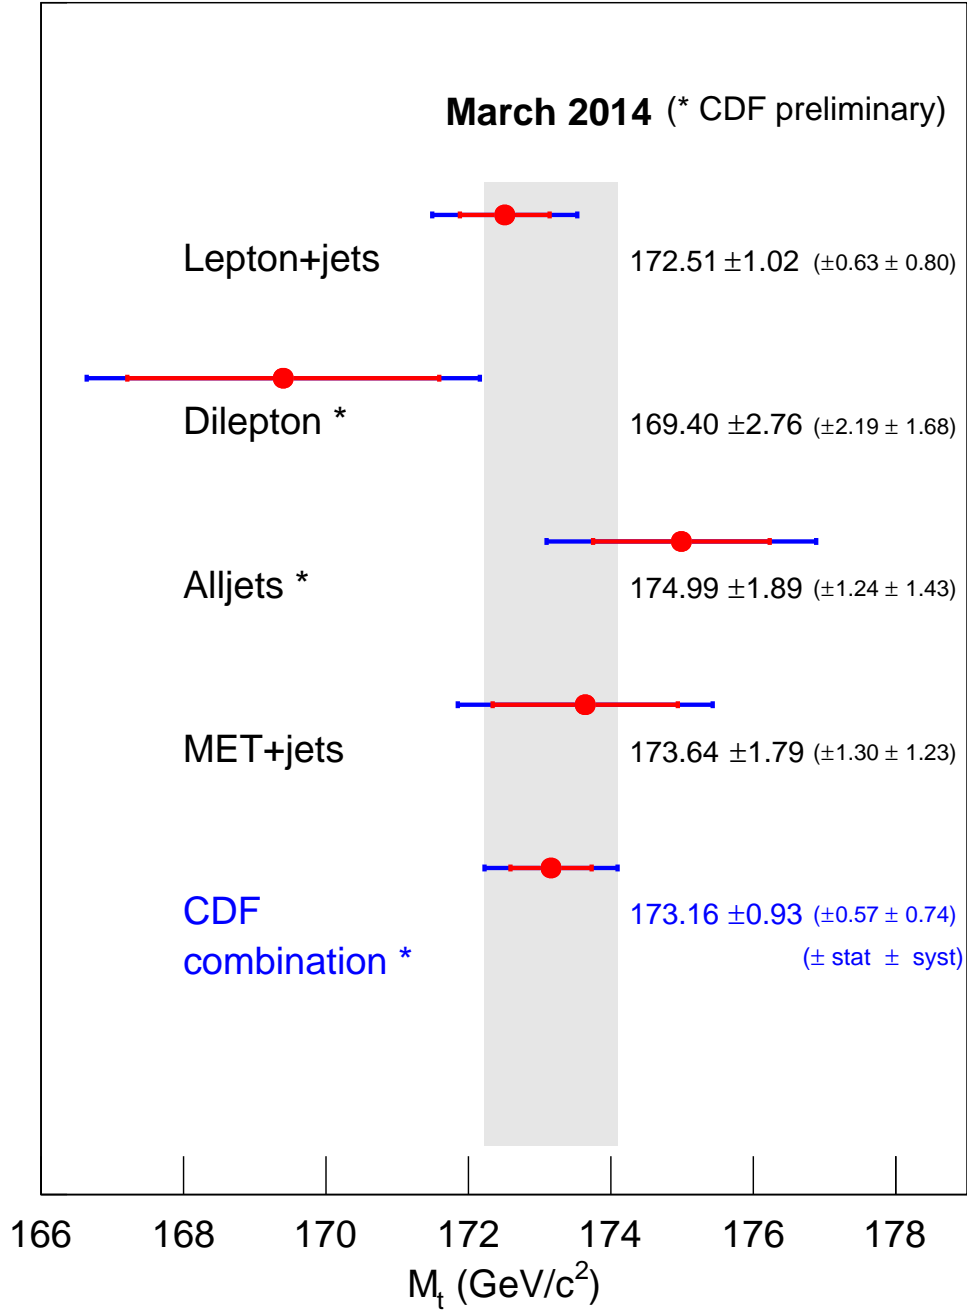 March 2014 (* CDF preliminary)
Lepton+jets 172.51 ±1.02 (±0.63 ± 0.80)
Dilepton * 169.40 ±2.76 (±2.19 ± 1.68)
Alljets * 174.99 ±1.89 (±1.24 ± 1.43)
MET+jets 173.64 ±1.79 (±1.30 ± 1.23)
CDF 173.16 ±0.93 (±0.57 ± 0.74)
combination * (± stat ± syst)
166 168 170 172 174 176 178
M_t (GeV/c²)